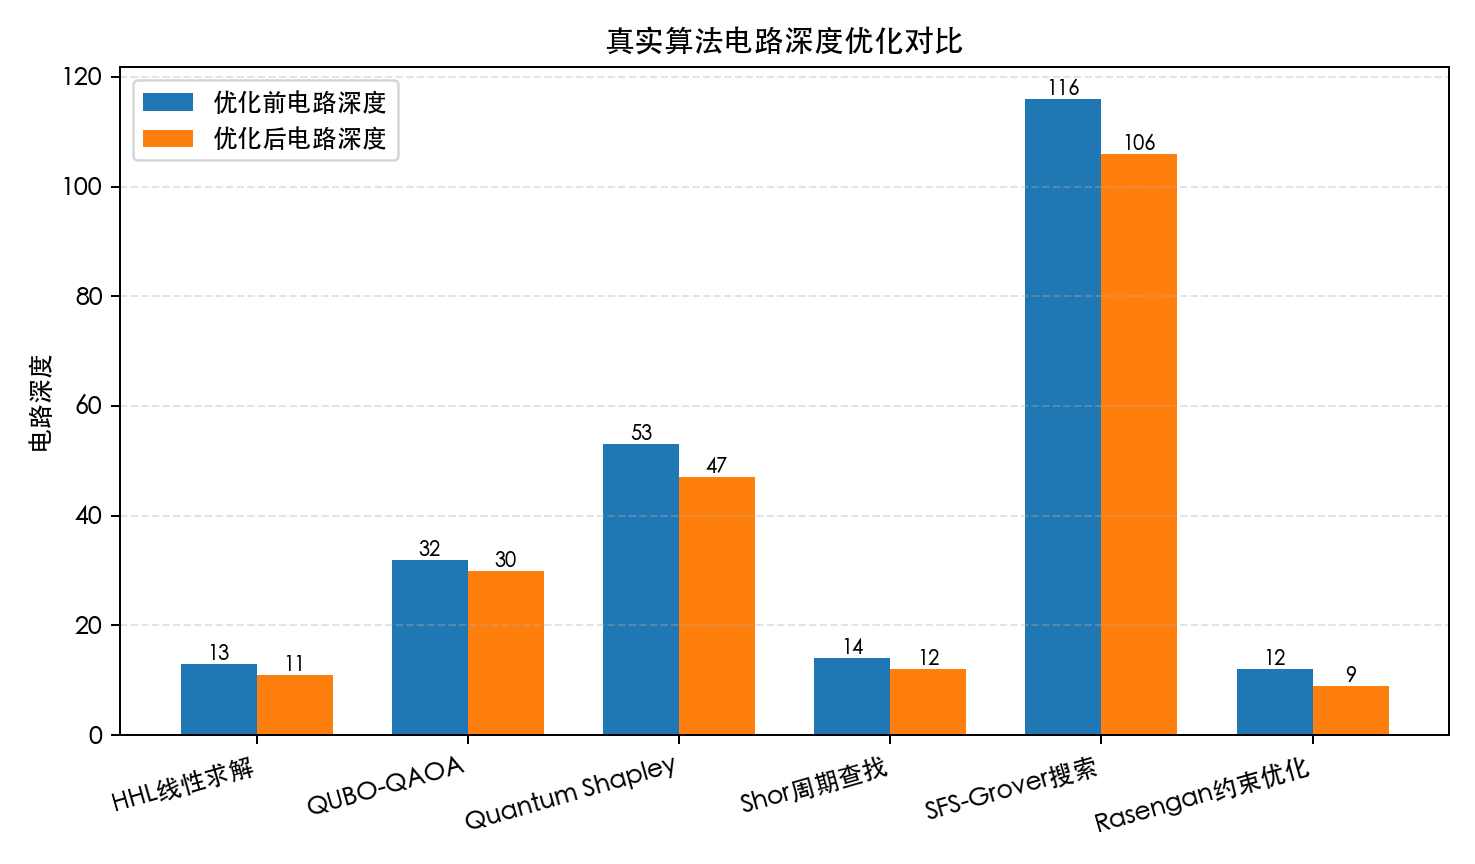 真实算法电路深度优化对比
优化前电路深度
优化后电路深度
电路深度
120
100
80
60
40
20
0
13
11
32
30
53
47
14
12
116
106
12
9
HHL线性求解
QUBO-QAOA
Quantum Shapley
Shor周期查找
SFS-Grover搜索
Rasengan约束优化